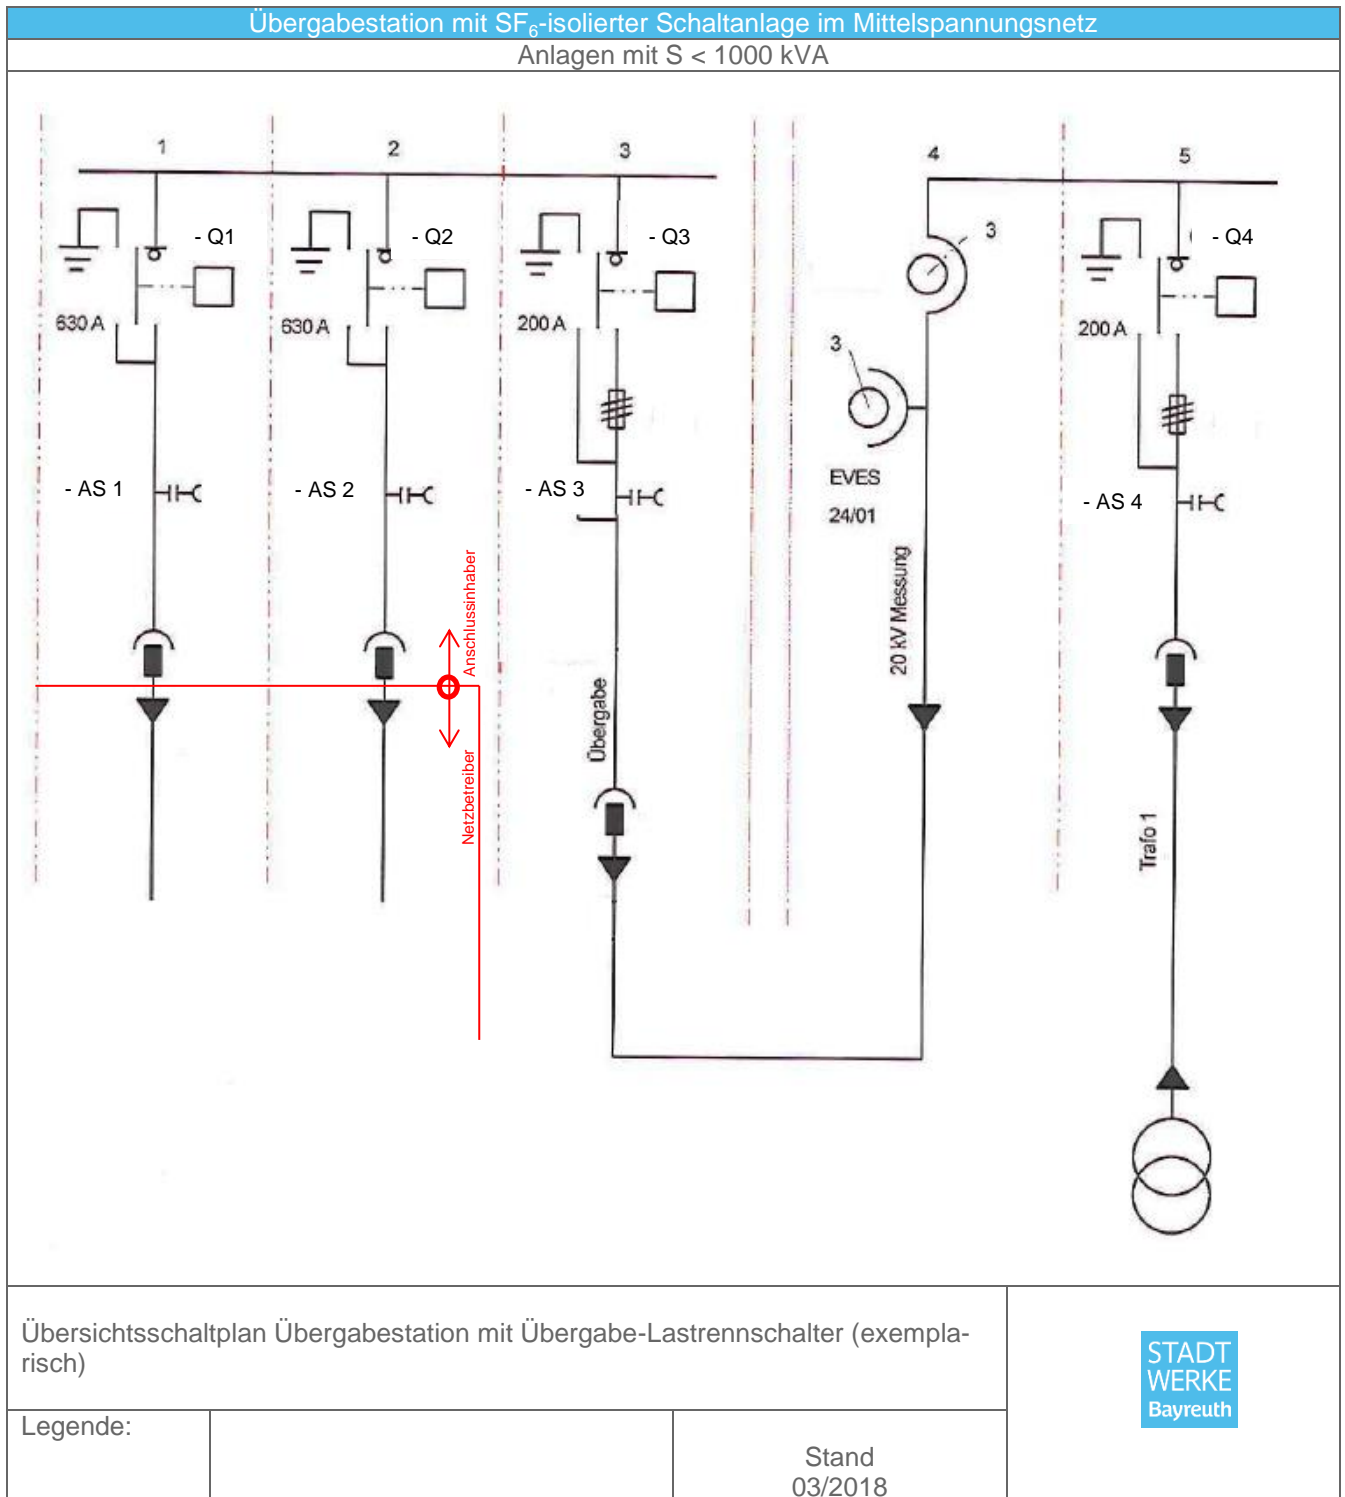 Übergabestation mit SF6-isolierter Schaltanlage im Mittelspannungsnetz
Anlagen mit S < 1000 kVA
1
2
3
4
5
- Q1
- Q2
- Q3
3
- Q4
630 A
630 A
200 A
3
200 A
- AS 1
- AS 2
- AS 3
EVES
24/01
- AS 4
Anschlussinhaber
Netzbetreiber
Übergabe
20 kV Messung
Trafo 1
Übersichtsschaltplan Übergabestation mit Übergabe-Lastrennschalter (exempla-
risch)
STADT
WERKE
Bayreuth
Legende:
Stand
03/2018